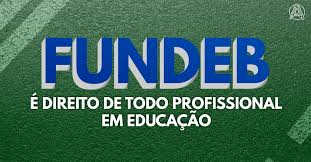 FUNDEB
É DIREITO DE TODO PROFISSIONAL
EM EDUCAÇÃO